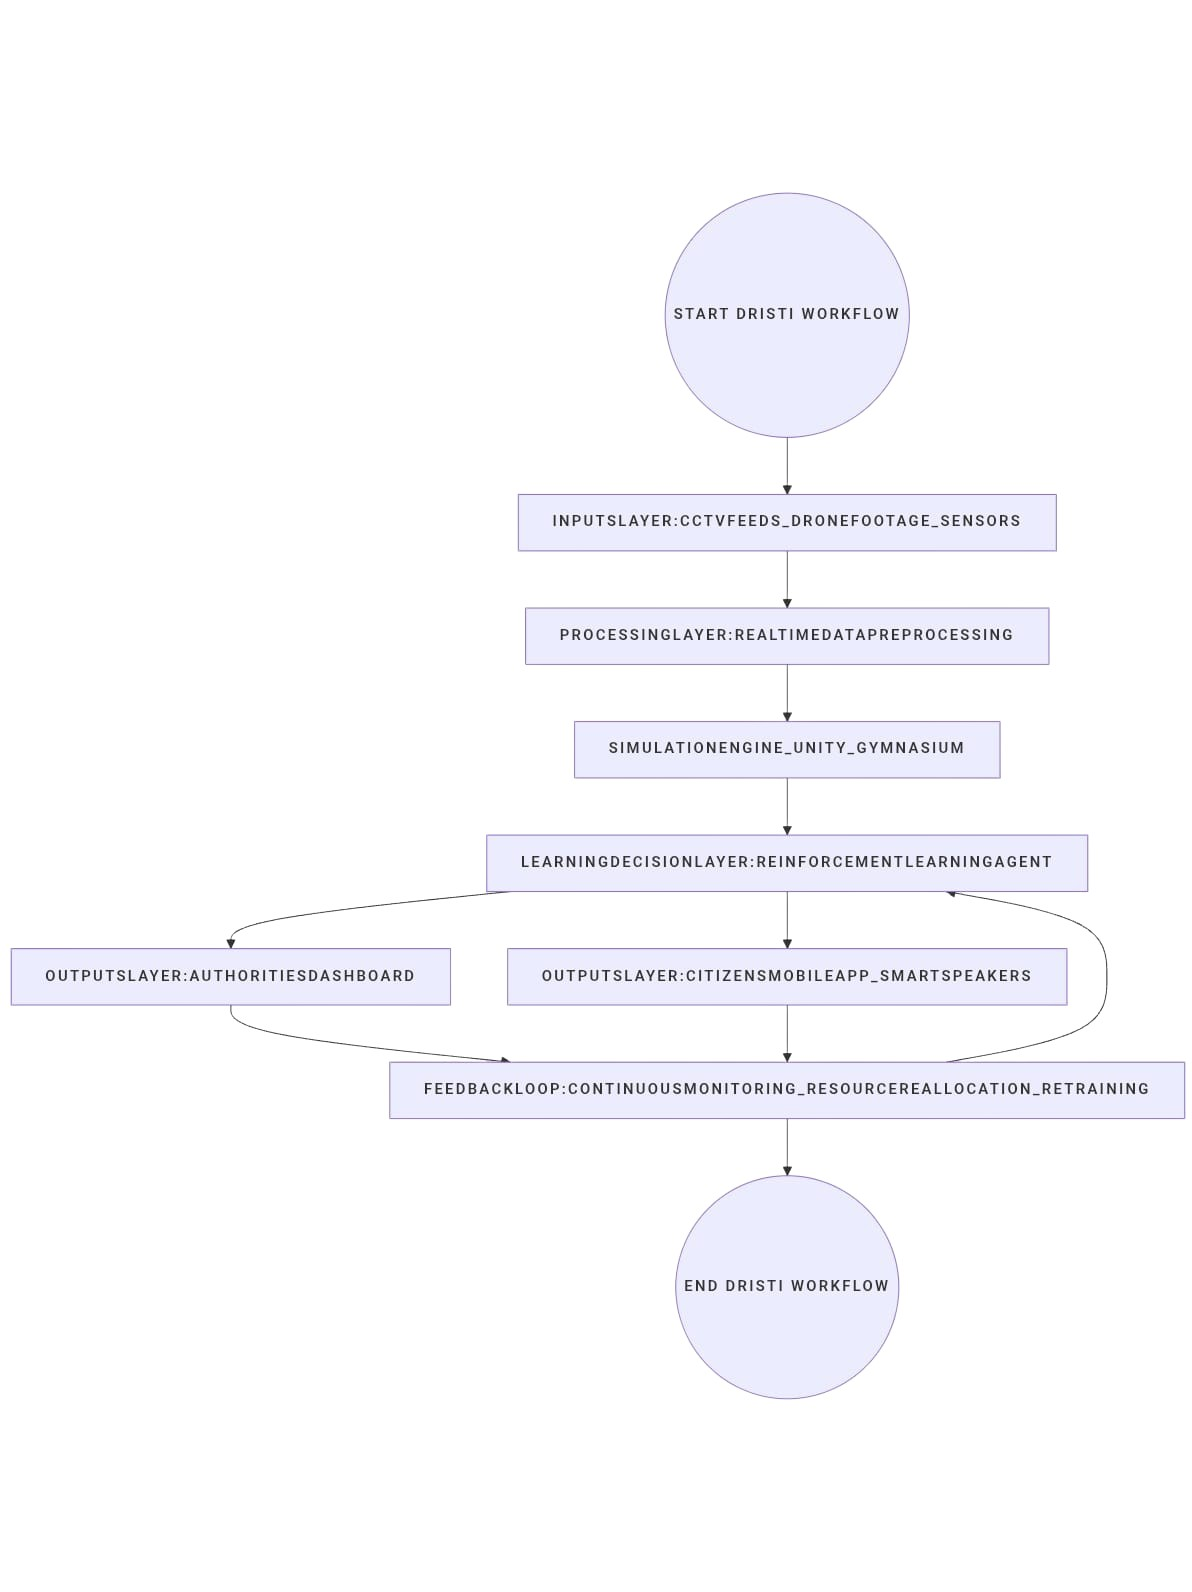 START DRISTI WORKFLOW
INPUTSLAYER:CCTVFEEDS_DRONEFOOTAGE_SENSORS
PROCESSINGLAYER:REALTIMEDATAPREPROCESSING
SIMULATIONENGINE_UNITY_GYMNASIUM
LEARNINGDECISIONLAYER:REINFORCEMENTLEARNINGAGENT
OUTPUTSLAYER:AUTHORITIESDASHBOARD
OUTPUTSLAYER:CITIZENSMOBILEAPP_SMARTSPEAKERS
FEEDBACKLOOP:CONTINUOUSMONITORING_RESOURCEREALLOCATION_RETRAINING
END DRISTI WORKFLOW